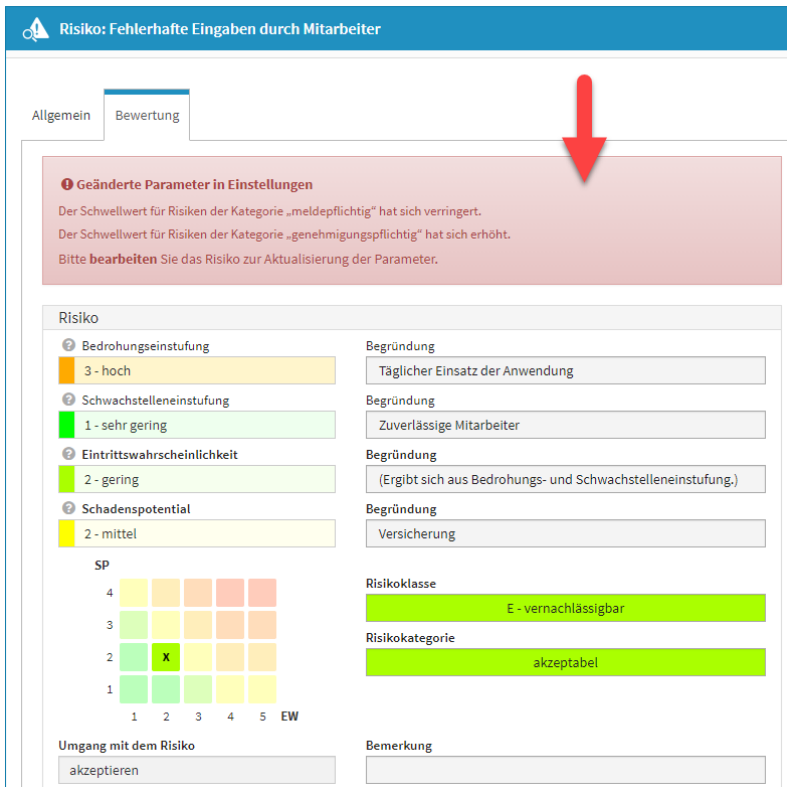 Risiko: Fehlerhafte Eingaben durch Mitarbeiter
Allgemein Bewertung
Geänderte Parameter in Einstellungen
Der Schwellwert für Risiken der Kategorie „meldepflichtig" hat sich verringert.
Der Schwellwert für Risiken der Kategorie „genehmigungspflichtig" hat sich erhöht.
Bitte bearbeiten Sie das Risiko zur Aktualisierung der Parameter.
Risiko
Bedrohungseinstufung Begründung
3 - hoch Täglicher Einsatz der Anwendung
Schwachstelleneinstufung Begründung
1 - sehr gering Zuverlässige Mitarbeiter
Eintrittswahrscheinlichkeit Begründung
2 - gering (Ergibt sich aus Bedrohungs- und Schwachstelleneinstufung.)
Schadenspotential Begründung
2 - mittel Versicherung
SP
4
3
2 X
1
1 2 3 4 5 EW
Risikoklasse
E - vernachlässigbar
Risikokategorie
akzeptabel
Umgang mit dem Risiko Bemerkung
akzeptieren